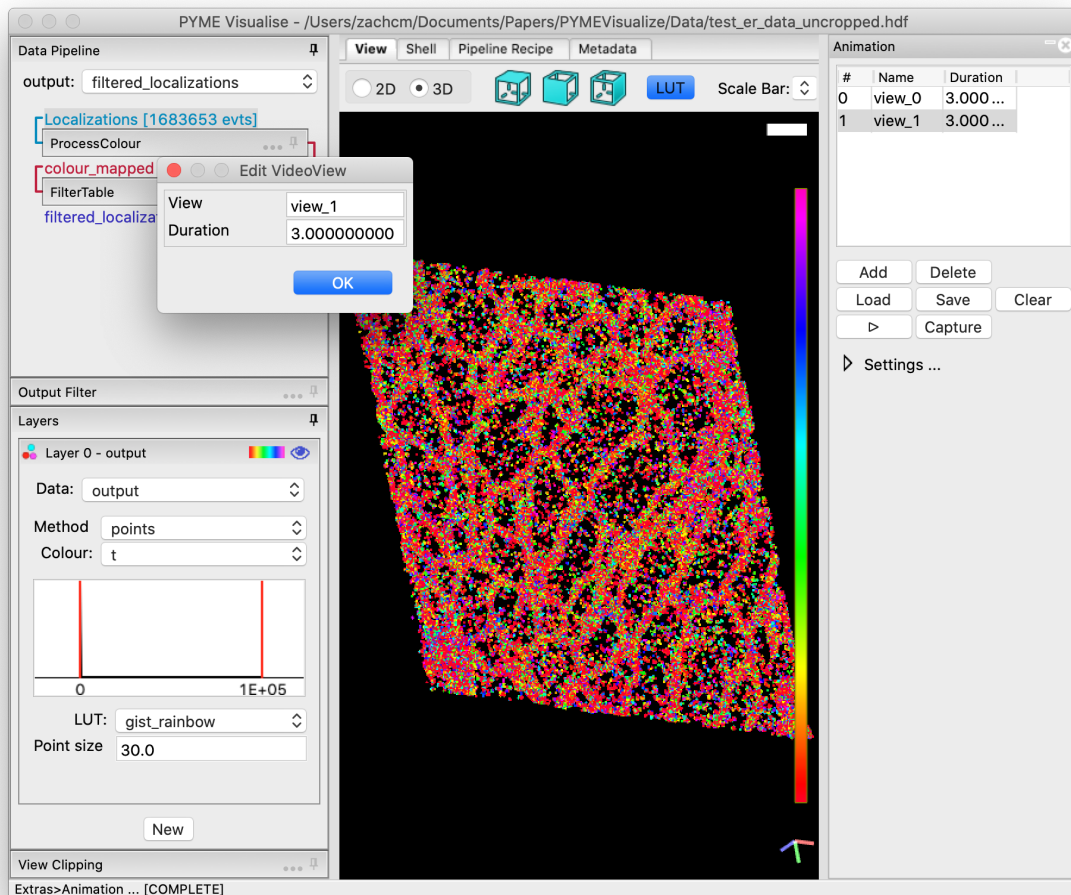 PYME Visualise - /Users/zachcm/Documents/Papers/PYMEVisualize/Data/test_er_data_uncropped.hdf
Data Pipeline
output: filtered_localizations
Localizations [1683653 evts]
ProcessColour
colour_mapped
FilterTable
filtered_localiza
Edit VideoView
View view_1
Duration 3.000000000
OK
Output Filter
Layers
Layer 0 - output
Data: output
Method points
Colour: t
0 1E+05
LUT: gist_rainbow
Point size 30.0
New
View Clipping
Extras>Animation ... [COMPLETE]
View Shell Pipeline Recipe Metadata
2D 3D LUT Scale Bar:
Animation
# Name Duration
0 view_0 3.000 ...
1 view_1 3.000 ...
Add Delete
Load Save Clear
Capture
Settings ...